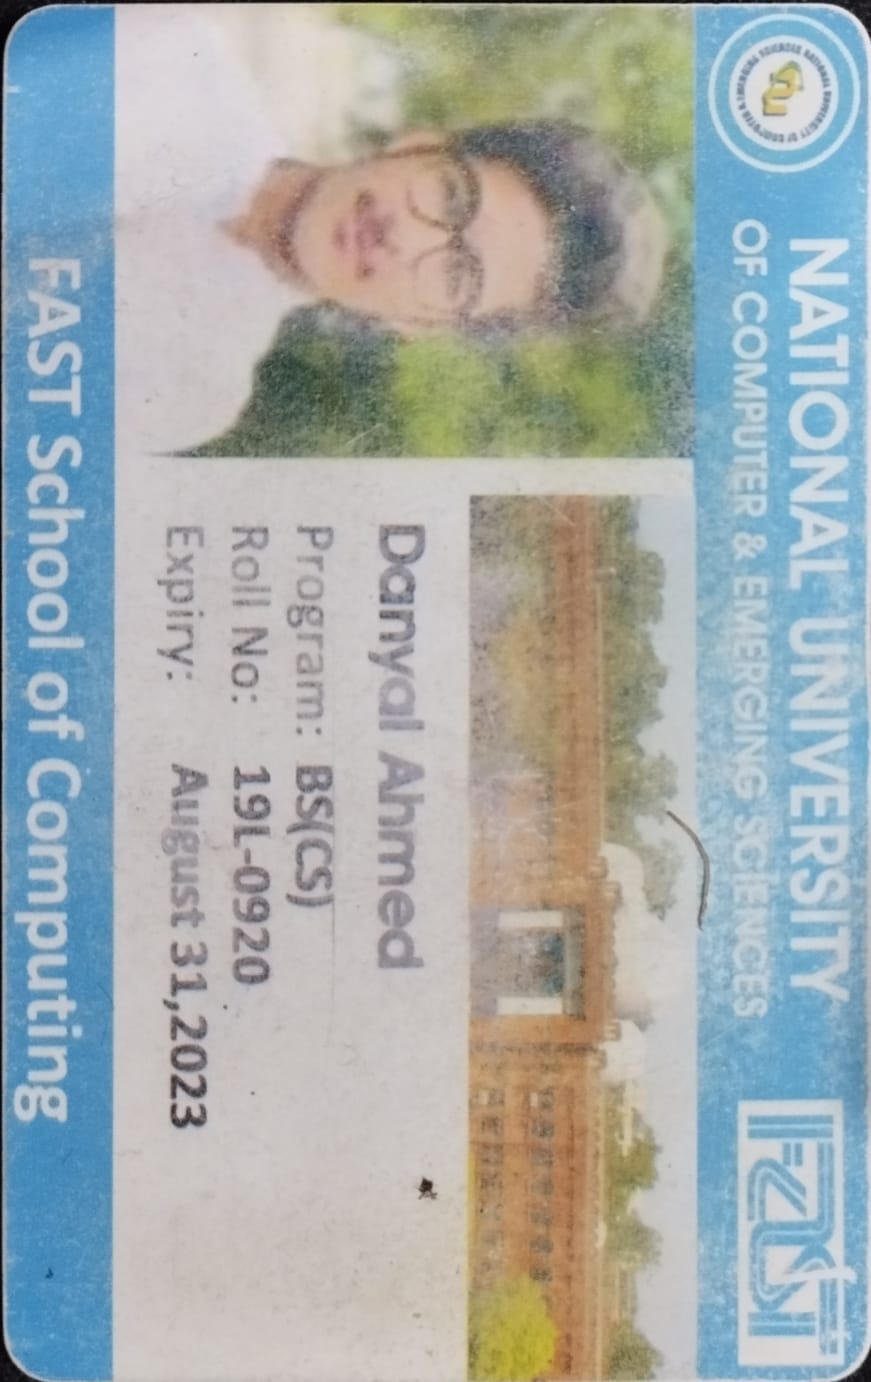 NATIONAL UNIVERSITY
OF COMPUTER & EMERGING SCIENCES
FAST
Danyal Ahmed
Program: BS(CS)
Roll No: 19L-0920
Expiry: August 31,2023
FAST School of Computing